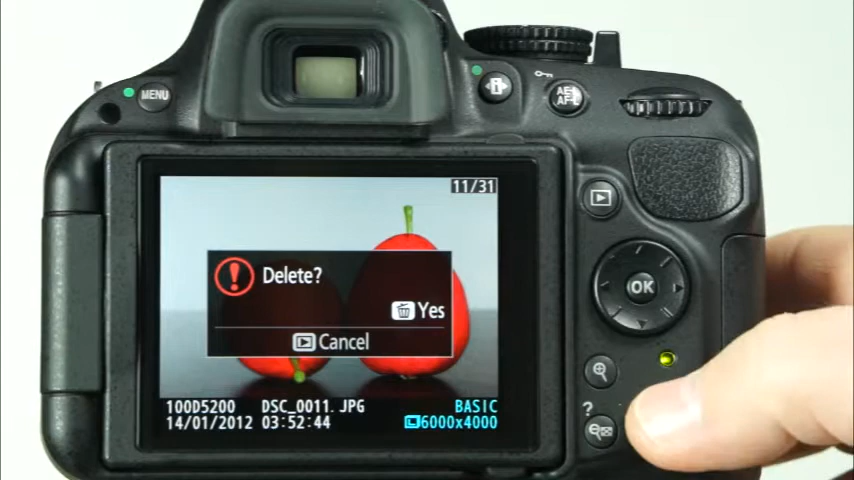 MENU
i
AE-L
AF-L
11/31
Delete?
Yes
Cancel
OK
?
100D5200 DSC_0011.JPG BASIC
14/01/2012 03:52:44 6000x4000